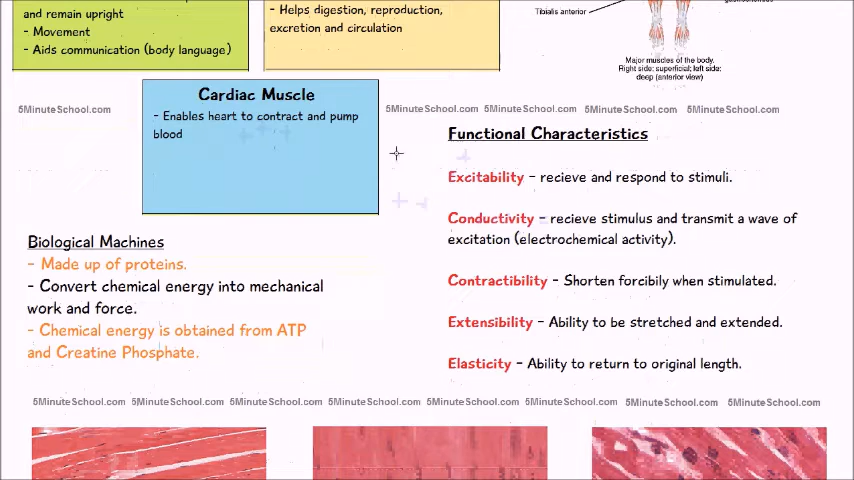 and remain upright
- Movement
- Aids communication (body language)
- Helps digestion, reproduction,
excretion and circulation
Tibialis anterior
Major muscles of the body.
Right side: superficial; left side:
deep (anterior view)
Cardiac Muscle
- Enables heart to contract and pump
blood
5MinuteSchool.com
5MinuteSchool.com 5MinuteSchool.com 5MinuteSchool.com 5MinuteSchool.com
Functional Characteristics
Excitability - recieve and respond to stimuli.
Conductivity - recieve stimulus and transmit a wave of
excitation (electrochemical activity).
Contractibility - Shorten forcibily when stimulated.
Extensibility - Ability to be stretched and extended.
Elasticity - Ability to return to original length.
Biological Machines
- Made up of proteins.
- Convert chemical energy into mechanical
work and force.
- Chemical energy is obtained from ATP
and Creatine Phosphate.
5MinuteSchool.com 5MinuteSchool.com 5MinuteSchool.com 5MinuteSchool.com 5MinuteSchool.com 5MinuteSchool.com 5MinuteSchool.com 5MinuteSchool.com